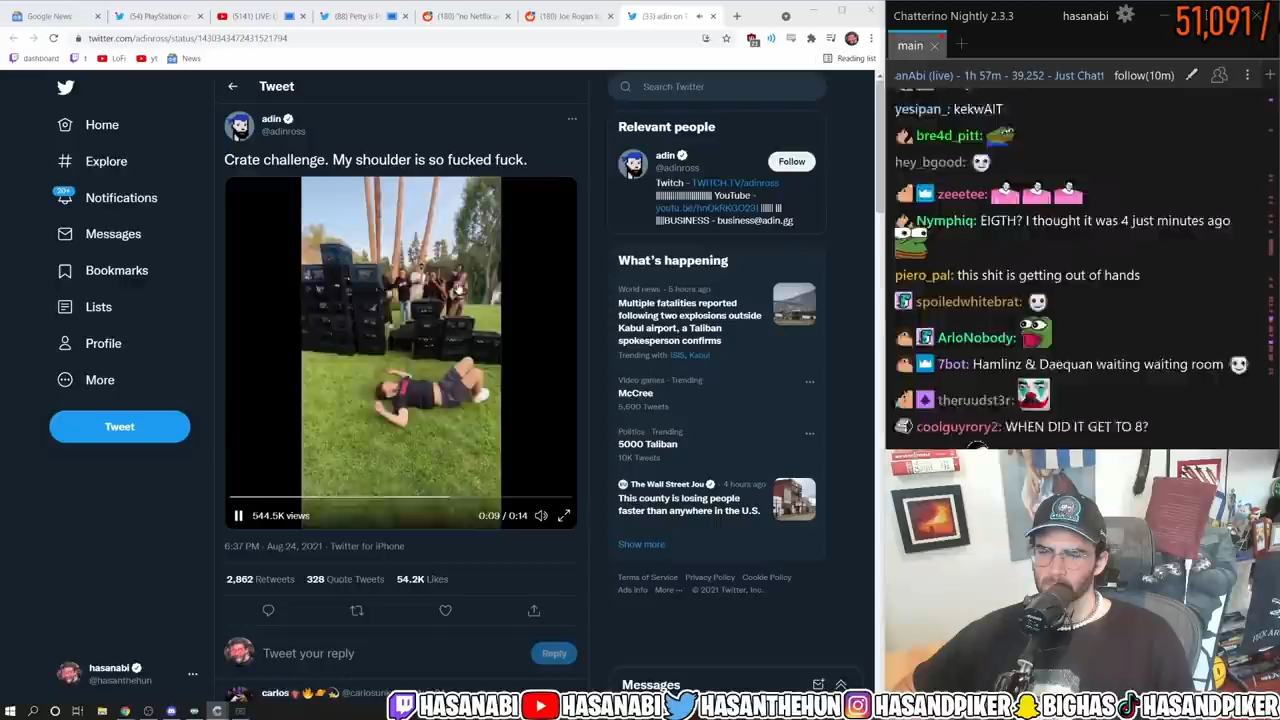 Google News
(54) PlayStation o
(5141) LIVE: L
(88) Petty is P
(180) "no Netflix a
(180) Joe Rogan i
(33) adin on T
twitter.com/adinross/status/1430343472431521794
dashboard
LoFi
yt
News
Reading list
Tweet
Search Twitter
Home
Explore
20+
Notifications
Messages
Bookmarks
Lists
Profile
More
Tweet
hasanabi
@hasanthehun
adin
@adinross
Crate challenge. My shoulder is so fucked fuck.
544.5K views
0:09 / 0:14
6:37 PM · Aug 24, 2021 · Twitter for iPhone
2,862 Retweets 328 Quote Tweets 54.2K Likes
Tweet your reply
Reply
carlos
Relevant people
adin
@adinross
Follow
Twitch - TWITCH.TV/adinross
YouTube -
BUSINESS - business@adin.gg
What's happening
World news · 5 hours ago
Multiple fatalities reported
following two explosions outside
Kabul airport, a Taliban
spokesperson confirms
Trending with: ISIS, Kabul
Video games · Trending
McCree
5,600 Tweets
Politics · Trending
5000 Taliban
10K Tweets
The Wall Street Jou · 4 hours ago
This county is losing people
faster than anywhere in the U.S.
Show more
Terms of Service Privacy Policy Cookie Policy
Ads info More ··· © 2021 Twitter, Inc.
Messages
Chatterino Nightly 2.3.3
hasanabi
51,091 /
main
anAbi (live) - 1h 57m - 39,252 - Just Chatt
follow(10m)
yesipan_: kekwAIT
bre4d_pitt:
hey_bgood:
zeeetee:
Nymphiq: EIGTH? I thought it was 4 just minutes ago
piero_pal: this shit is getting out of hands
spoiledwhitebrat:
ArloNobody:
7bot: Hamlinz & Daequan waiting waiting room
theruudst3r:
coolguyrory2: WHEN DID IT GET TO 8?
HASANABI HASANABI HASANTHEHUN HASANDPIKER BIGHAS HASANDPIKER